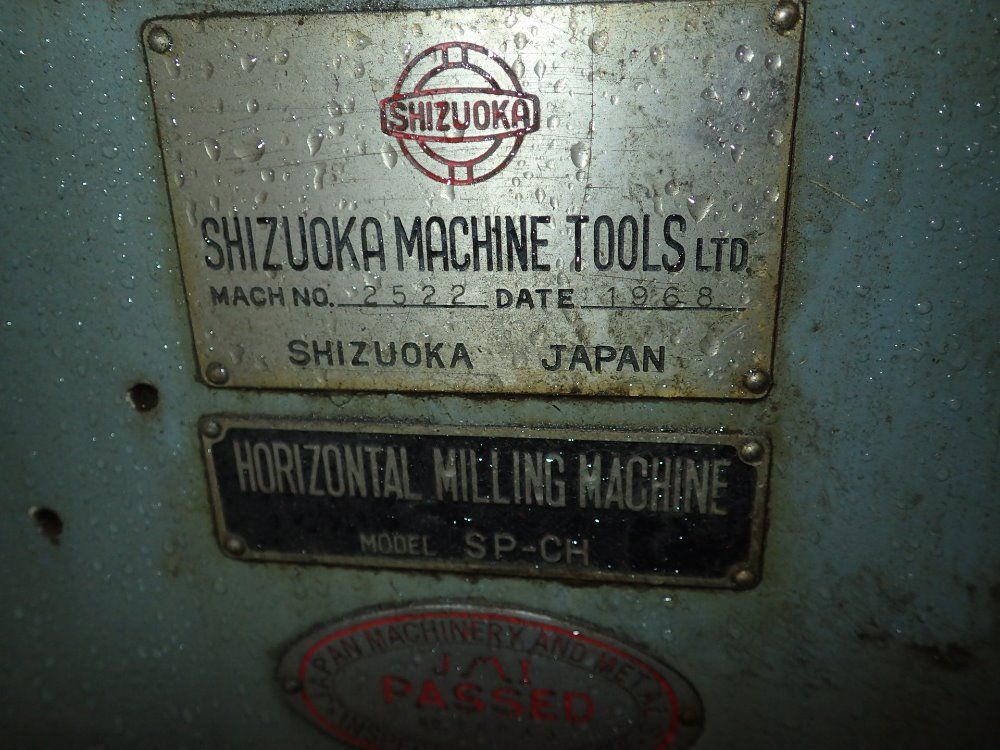 SHIZUOKA
SHIZUOKA MACHINE TOOLS LTD.
MACH NO. 2522 DATE 1968
SHIZUOKA JAPAN
HORIZONTAL MILLING MACHINE
MODEL SP-CH
JAPAN MACHINERY AND METAL
PASSED